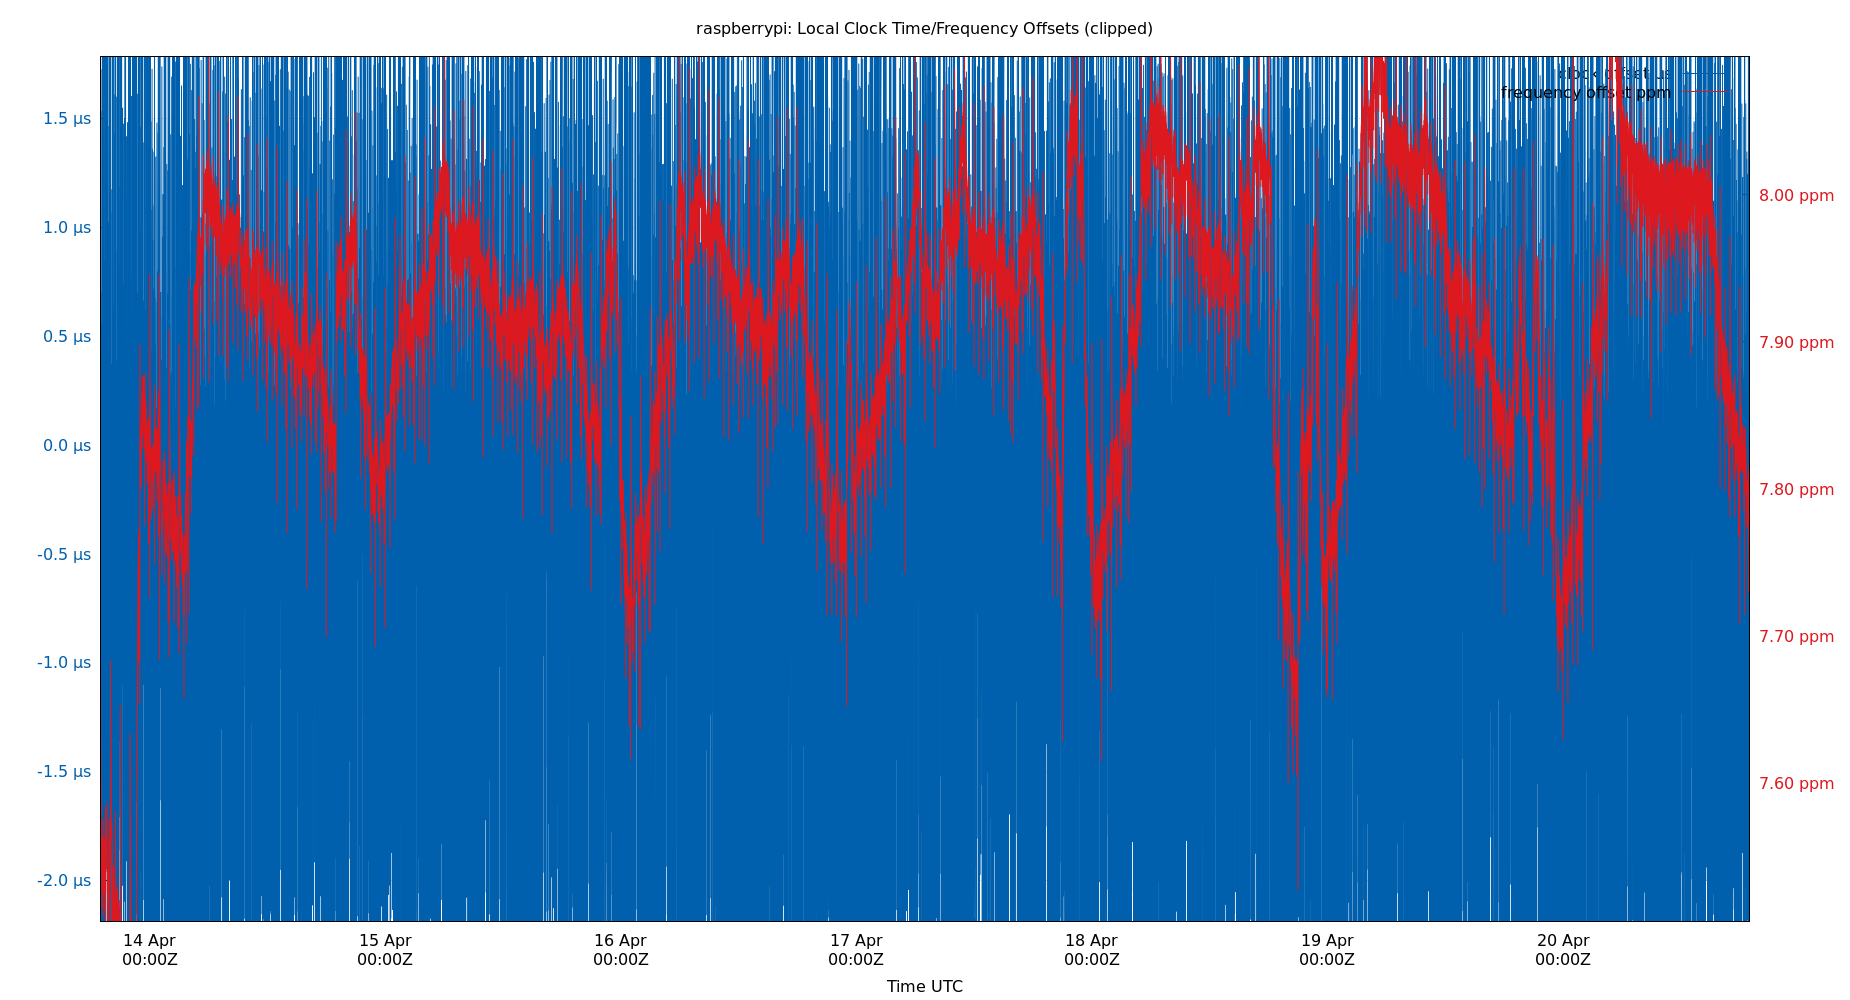 raspberrypi: Local Clock Time/Frequency Offsets (clipped)
clock offset µs
frequency offset ppm
1.5 µs
1.0 µs
0.5 µs
0.0 µs
-0.5 µs
-1.0 µs
-1.5 µs
-2.0 µs
8.00 ppm
7.90 ppm
7.80 ppm
7.70 ppm
7.60 ppm
14 Apr 15 Apr 16 Apr 17 Apr 18 Apr 19 Apr 20 Apr
00:00Z 00:00Z 00:00Z 00:00Z 00:00Z 00:00Z 00:00Z
Time UTC